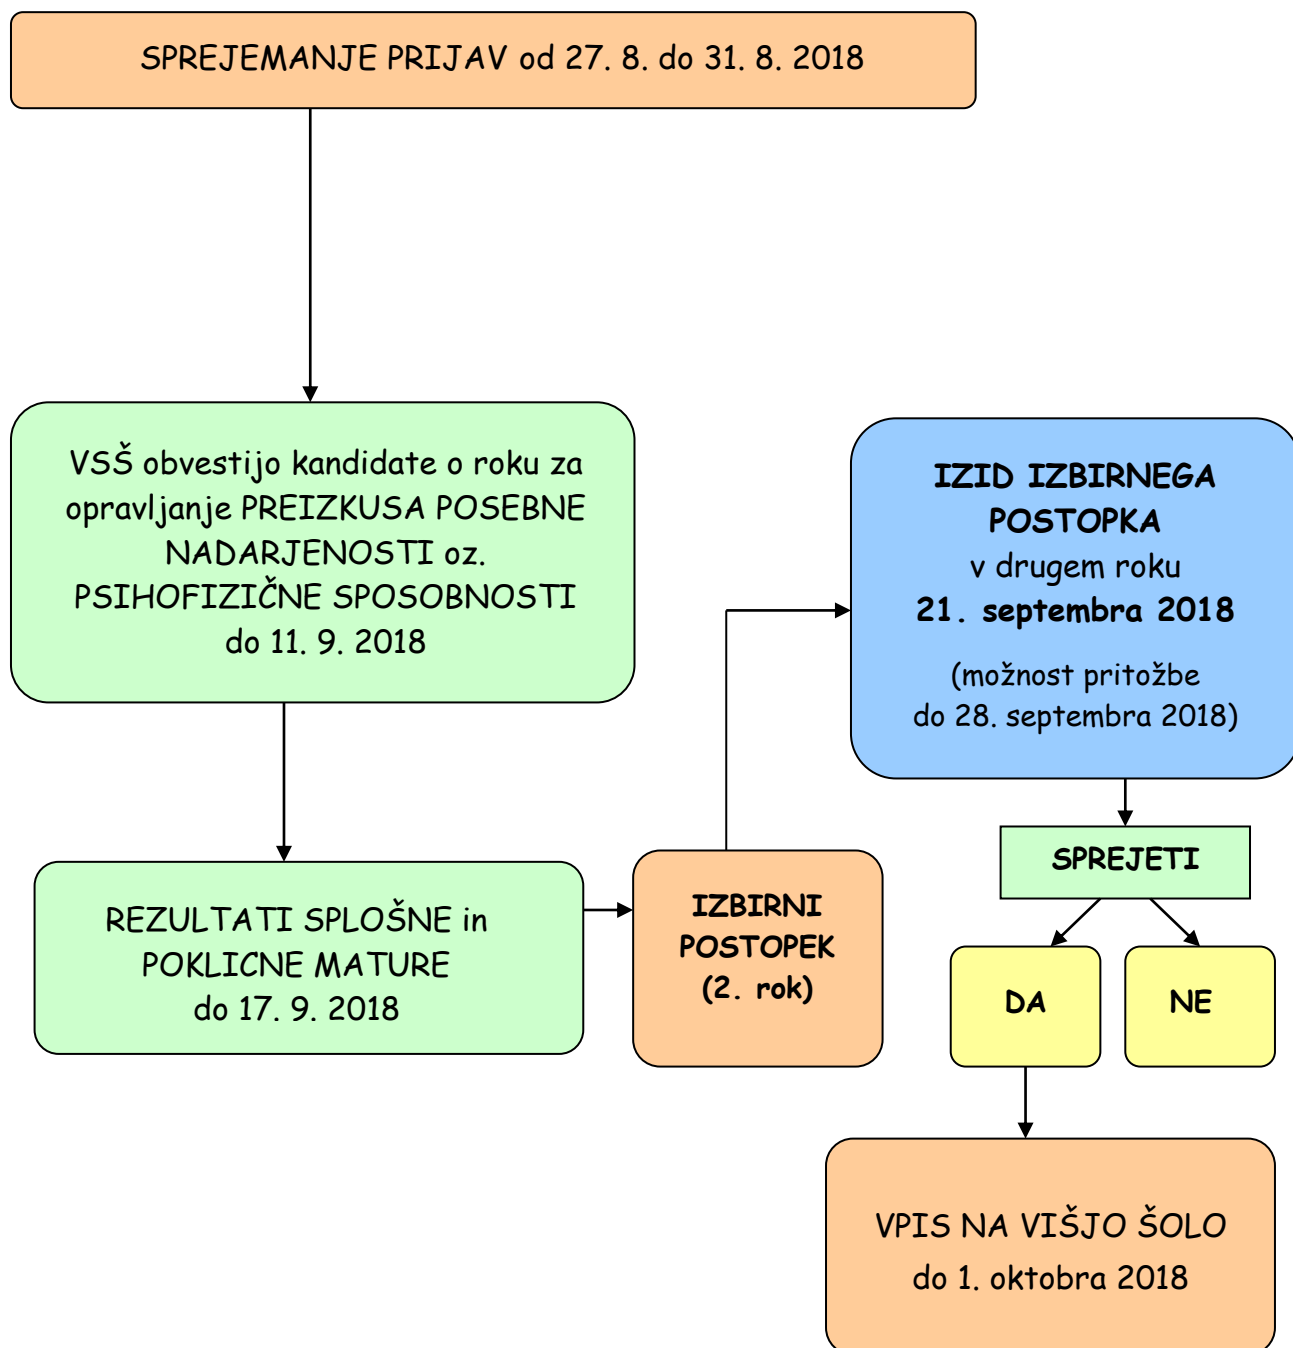 SPREJEMANJE PRIJAV od 27. 8. do 31. 8. 2018
VSŠ obvestijo kandidate o roku za
opravljanje PREIZKUSA POSEBNE
NADARJENOSTI oz.
PSIHOFIZIČNE SPOSOBNOSTI
do 11. 9. 2018
REZULTATI SPLOŠNE in
POKLICNE MATURE
do 17. 9. 2018
IZBIRNI
POSTOPEK
(2. rok)
IZID IZBIRNEGA
POSTOPKA
v drugem roku
21. septembra 2018
(možnost pritožbe
do 28. septembra 2018)
SPREJETI
DA
NE
VPIS NA VIŠJO ŠOLO
do 1. oktobra 2018